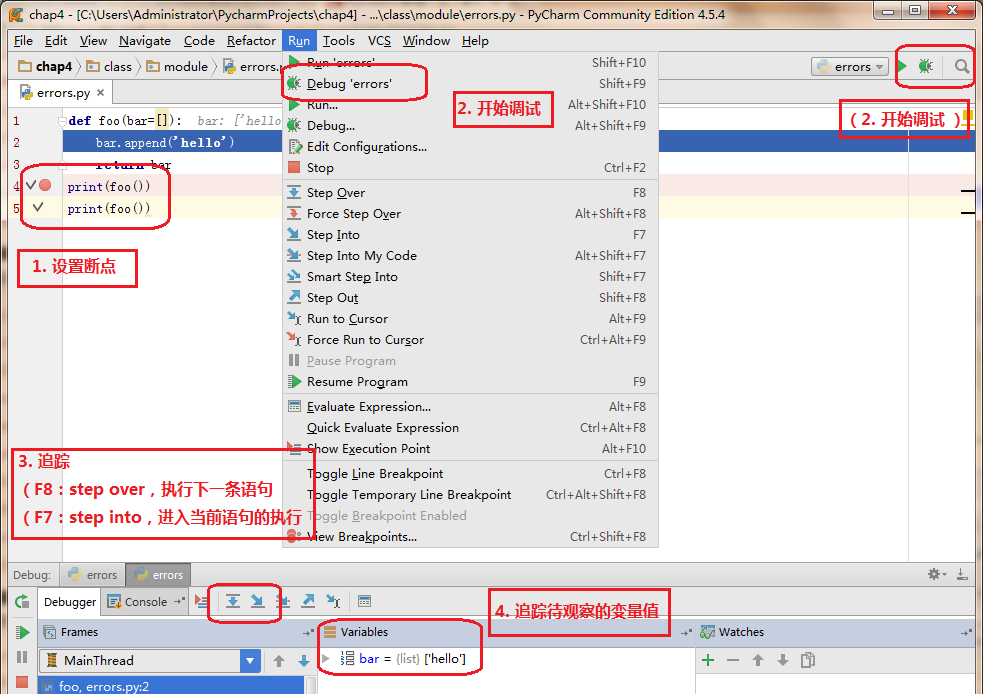 chap4 - [C:\Users\Administrator\PycharmProjects\chap4] - ...\class\module\errors.py - PyCharm Community Edition 4.5.4
File Edit View Navigate Code Refactor Run Tools VCS Window Help
chap4 class module errors. errors
errors.py
1 def foo(bar=[]): bar: ['hello
2 bar.append('hello')
3 return bar
4 print(foo())
5 print(foo())
1. 设置断点
Run 'errors' Shift+F10
Debug 'errors' Shift+F9
Run... Alt+Shift+F10
Debug... Alt+Shift+F9
Edit Configurations...
Stop Ctrl+F2
Step Over F8
Force Step Over Alt+Shift+F8
Step Into F7
Step Into My Code Alt+Shift+F7
Smart Step Into Shift+F7
Step Out Shift+F8
Run to Cursor Alt+F9
Force Run to Cursor Ctrl+Alt+F9
Pause Program
Resume Program F9
Evaluate Expression... Alt+F8
Quick Evaluate Expression Ctrl+Alt+F8
Show Execution Point Alt+F10
Toggle Line Breakpoint Ctrl+F8
Toggle Temporary Line Breakpoint Ctrl+Alt+Shift+F8
Toggle Breakpoint Enabled
View Breakpoints... Ctrl+Shift+F8
2. 开始调试
（2. 开始调试 ）
3. 追踪
（F8：step over，执行下一条语句
（F7：step into，进入当前语句的执行
Debug: errors errors
Debugger Console
4. 追踪待观察的变量值
Frames Variables Watches
MainThread bar = {list} ['hello']
foo, errors.py:2